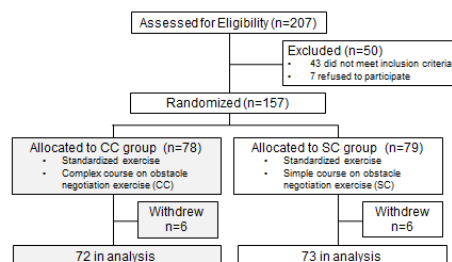 Assessed for Eligibility (n=207)
Excluded (n=50)
• 43 did not meet inclusion criteria
• 7 refused to participate
Randomized (n=157)
Allocated to CC group (n=78)
• Standardized exercise
• Complex course on obstacle
negotiation exercise (CC)
Allocated to SC group (n=79)
• Standardized exercise
• Simple course on obstacle
negotiation exercise (SC)
Withdrew
n=6
Withdrew
n=6
72 in analysis
73 in analysis